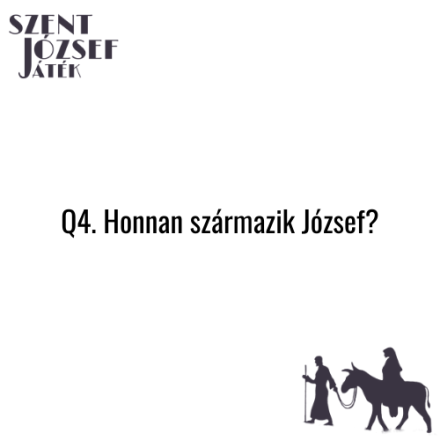 SZENT
JÓZSEF
JÁTÉK
Q4. Honnan származik József?